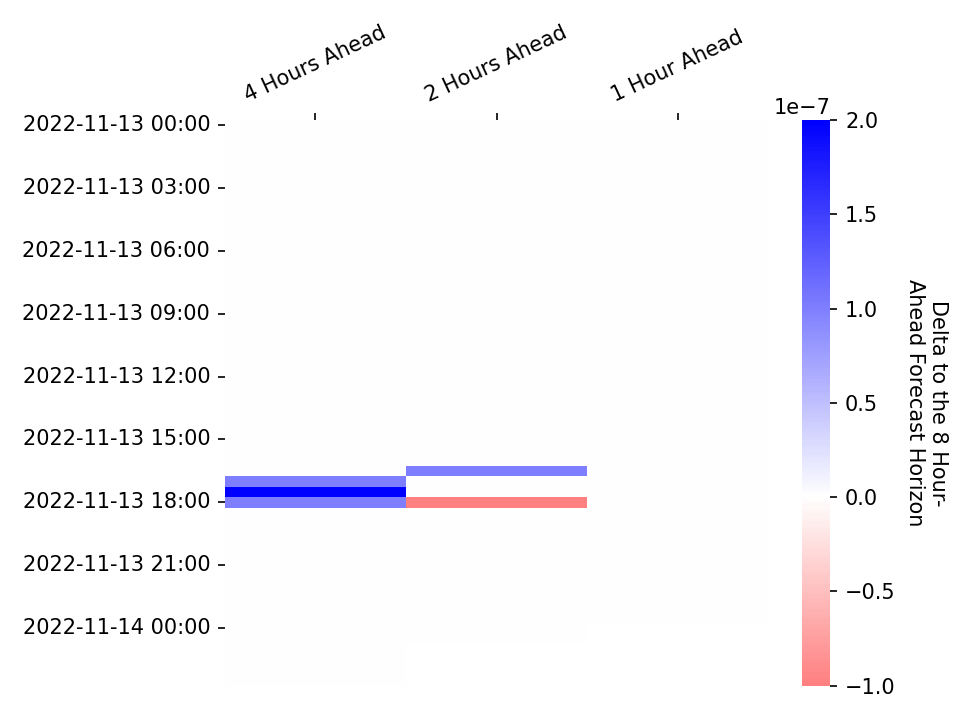 4 Hours Ahead
2 Hours Ahead
1 Hour Ahead
2022-11-13 00:00
2022-11-13 03:00
2022-11-13 06:00
2022-11-13 09:00
2022-11-13 12:00
2022-11-13 15:00
2022-11-13 18:00
2022-11-13 21:00
2022-11-14 00:00
1e−7
2.0
1.5
1.0
0.5
0.0
−0.5
−1.0
Delta to the 8 Hour-
Ahead Forecast Horizon